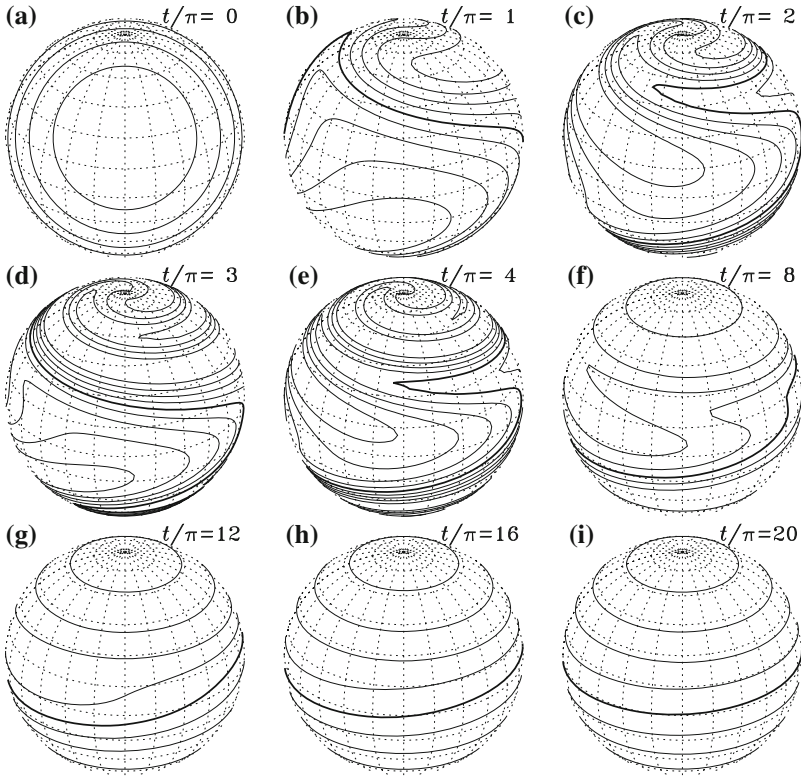 (a) t/π= 0
(b) t/π= 1
(c) t/π= 2
(d) t/π= 3
(e) t/π= 4
(f) t/π= 8
(g) t/π=12
(h) t/π=16
(i) t/π=20